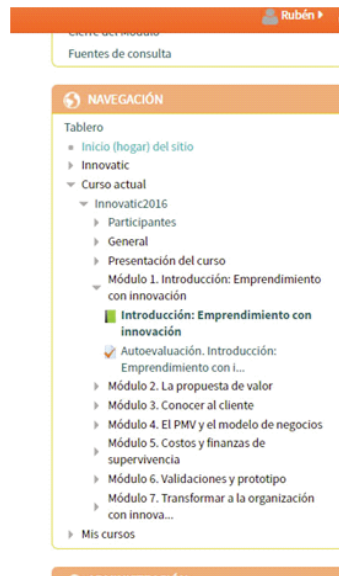 Rubén
Cierre del Módulo
Fuentes de consulta
NAVEGACIÓN
Tablero
Inicio (hogar) del sitio
Innovatic
Curso actual
Innovatic2016
Participantes
General
Presentación del curso
Módulo 1. Introducción: Emprendimiento
con innovación
Introducción: Emprendimiento con
innovación
Autoevaluación. Introducción:
Emprendimiento con i...
Módulo 2. La propuesta de valor
Módulo 3. Conocer al cliente
Módulo 4. El PMV y el modelo de negocios
Módulo 5. Costos y finanzas de
supervivencia
Módulo 6. Validaciones y prototipo
Módulo 7. Transformar a la organización
con innova...
Mis cursos